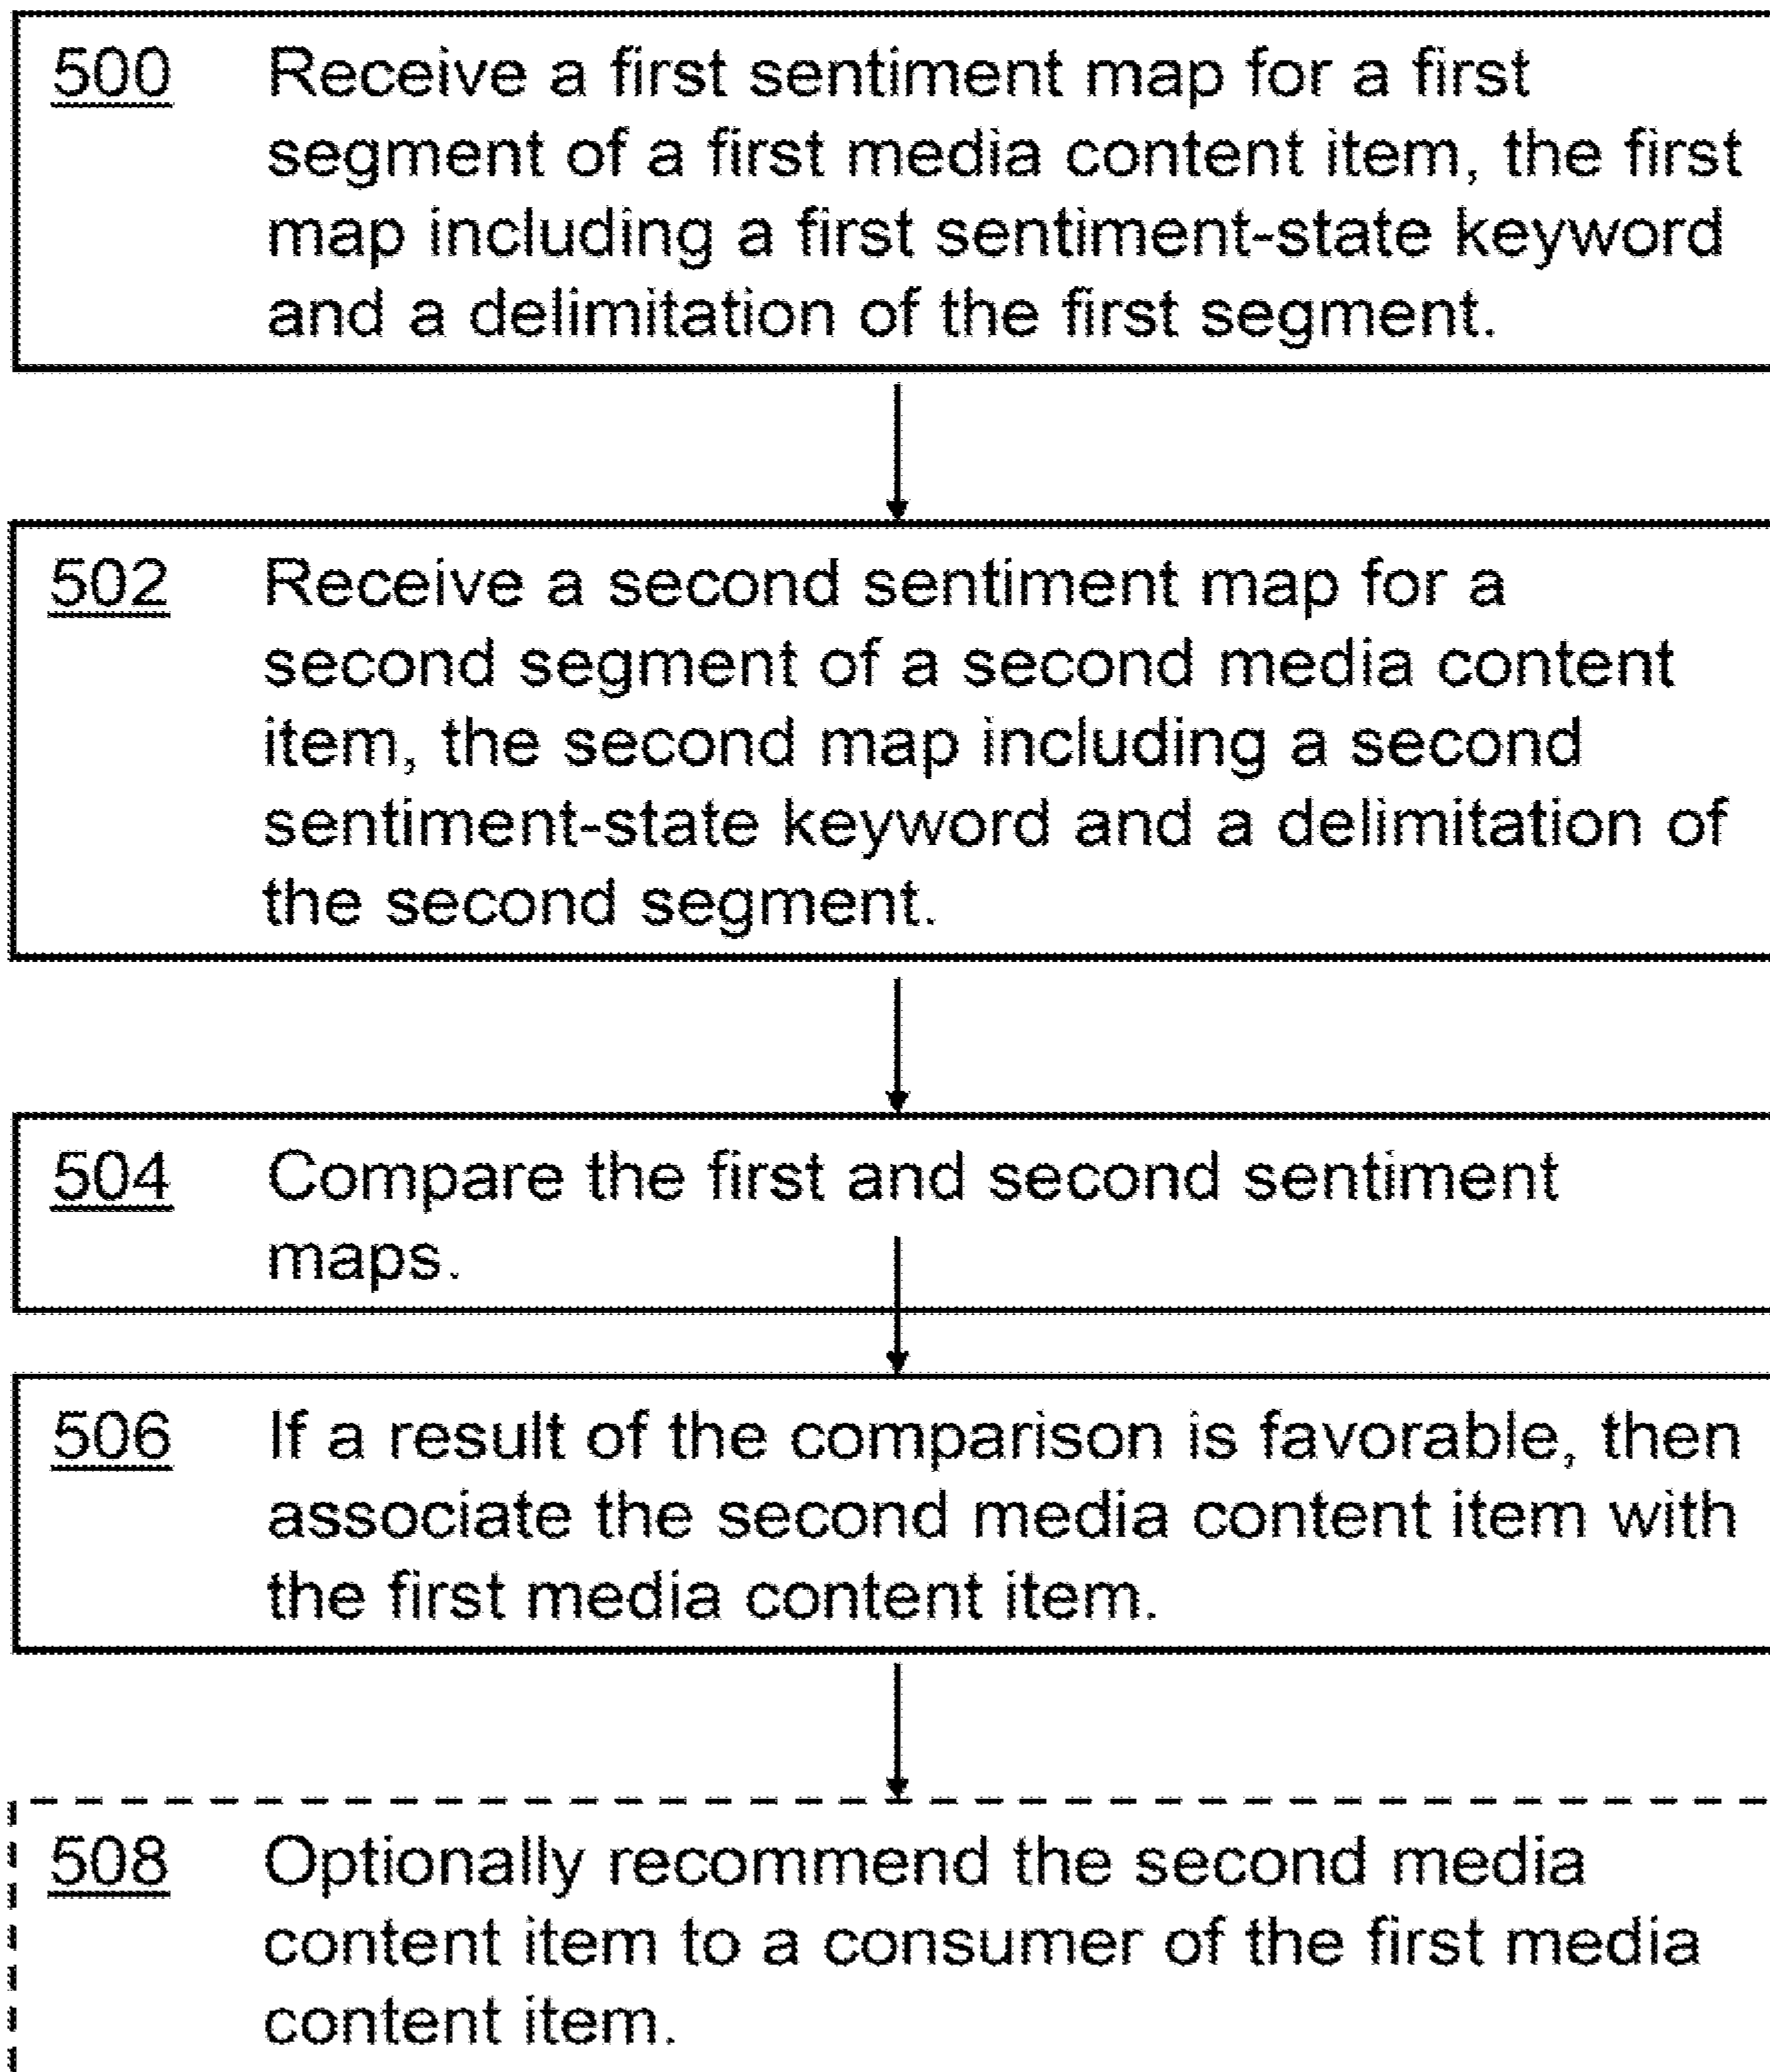 500 Receive a first sentiment map for a first
segment of a first media content item, the first
map including a first sentiment-state keyword
and a delimitation of the first segment.
502 Receive a second sentiment map for a
second segment of a second media content
item, the second map including a second
sentiment-state keyword and a delimitation of
the second segment.
504 Compare the first and second sentiment
maps.
506 If a result of the comparison is favorable, then
associate the second media content item with
the first media content item.
508 Optionally recommend the second media
content item to a consumer of the first media
content item.